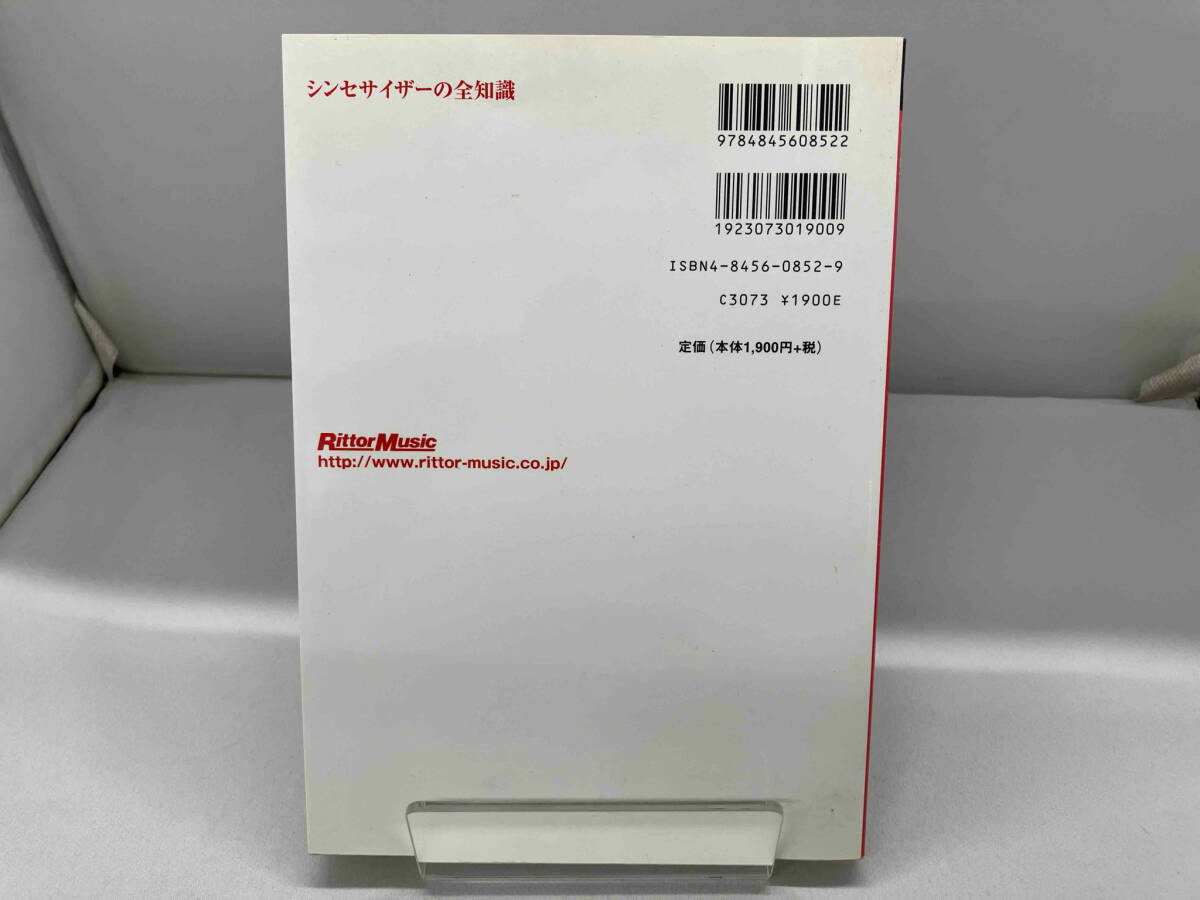 シンセサイザーの全知識
9784845608522
1923073019009
ISBN4-8456-0852-9
C3073 ¥1900E
定価(本体1,900円+税)
RittorMusic
http://www.rittor-music.co.jp/